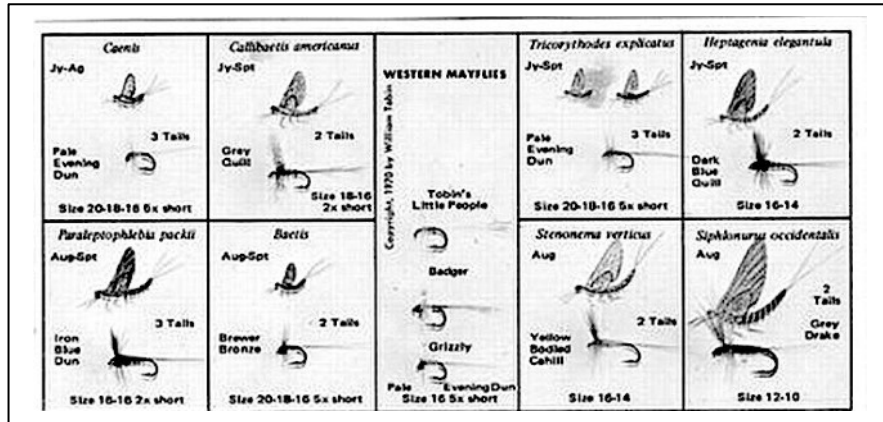 Caenis
Jy-Ag
3 Tails
Pale
Evening
Dun
Size 20-18-16 6x short
Callibaetis americanus
Jy-Spt
2 Tails
Grey
Quill
Size 18-16
2x short
WESTERN MAYFLIES
Copyright, 1970 by William Tobin
Tobin's
Little People
Badger
Grizzly
Pale Evening Dun
Size 16 5x short
Tricorythodes explicatus
Jy-Spt
3 Tails
Pale
Evening
Dun
Size 20-18-16 5x short
Heptagenia elegantula
Jy-Spt
2 Tails
Dark
Blue
Quill
Size 16-14
Paraleptophlebia packii
Aug-Spt
3 Tails
Iron
Blue
Dun
Size 16-16 2x short
Baetis
Aug-Spt
2 Tails
Brewer
Bronze
Size 20-18-16 5x short
Stenonema verticus
Aug
2 Tails
Yellow
Bodied
Cahill
Size 16-14
Siphlonurus occidentalis
Aug
2
Tails
Grey
Drake
Size 12-10